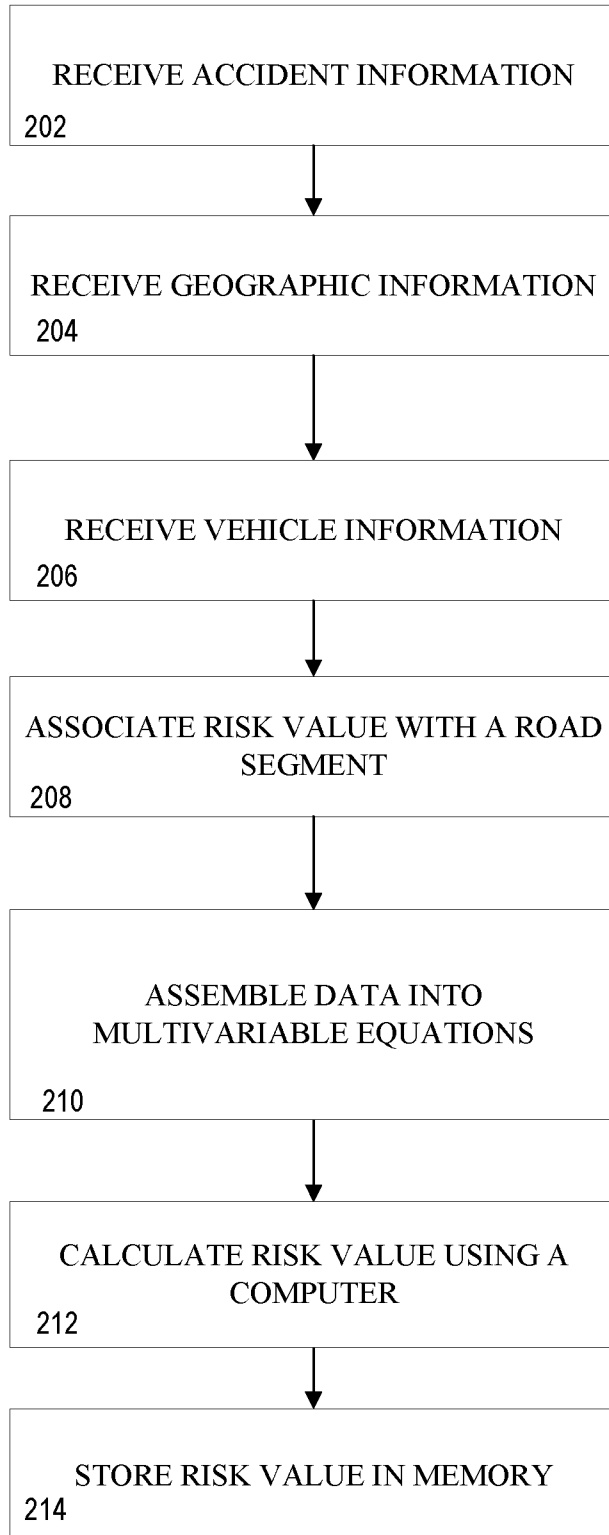 RECEIVE ACCIDENT INFORMATION
202
RECEIVE GEOGRAPHIC INFORMATION
204
RECEIVE VEHICLE INFORMATION
206
ASSOCIATE RISK VALUE WITH A ROAD
SEGMENT
208
ASSEMBLE DATA INTO
MULTIVARIABLE EQUATIONS
210
CALCULATE RISK VALUE USING A
COMPUTER
212
STORE RISK VALUE IN MEMORY
214